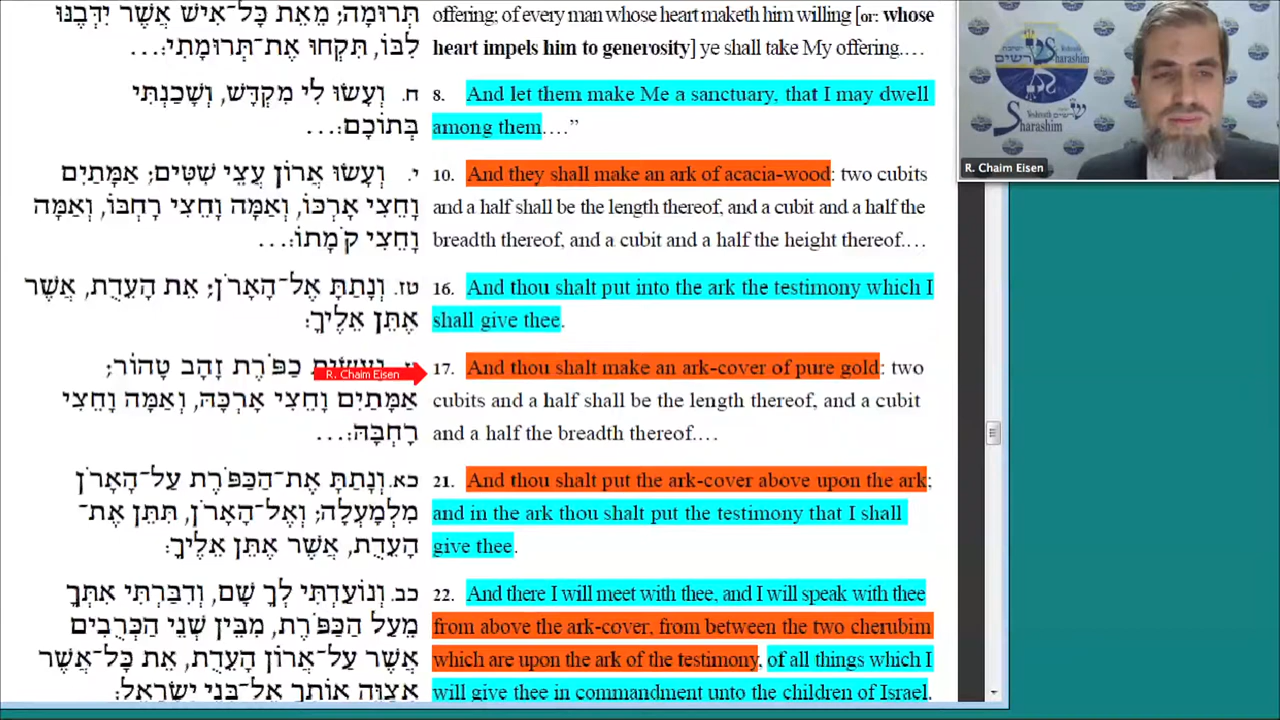 תְּרוּמָה; מֵאֵת כָּל־אִישׁ אֲשֶׁר יִדְּבֶנּוּ
לִבּוֹ, תִּקְחוּ אֶת־תְּרוּמָתִי:…
ח. וְעָשׂוּ לִי מִקְדָּשׁ, וְשָׁכַנְתִּי
בְּתוֹכָם:…
י. וְעָשׂוּ אֲרוֹן עֲצֵי שִׁטִּים; אַמָּתַיִם
וָחֵצִי אָרְכּוֹ, וְאַמָּה וָחֵצִי רָחְבּוֹ, וְאַמָּה
וָחֵצִי קֹמָתוֹ:…
טז. וְנָתַתָּ אֶל־הָאָרֹן; אֵת הָעֵדֻת, אֲשֶׁר
אֶתֵּן אֵלֶיךָ:
כַפֹּרֶת זָהָב טָהוֹר;
אַמָּתַיִם וָחֵצִי אָרְכָּהּ, וְאַמָּה וָחֵצִי
רָחְבָּהּ:…
כא. וְנָתַתָּ אֶת־הַכַּפֹּרֶת עַל־הָאָרֹן
מִלְמָעְלָה; וְאֶל־הָאָרֹן, תִּתֵּן אֶת־
הָעֵדֻת, אֲשֶׁר אֶתֵּן אֵלֶיךָ:
כב. וְנוֹעַדְתִּי לְךָ שָׁם, וְדִבַּרְתִּי אִתְּךָ
מֵעַל הַכַּפֹּרֶת, מִבֵּין שְׁנֵי הַכְּרֻבִים
אֲשֶׁר עַל־אֲרוֹן הָעֵדֻת, אֵת כָּל־אֲשֶׁר
אֲצַוֶּה אוֹתְךָ אֶל־בְּנֵי יִשְׂרָאֵל:
offering; of every man whose heart maketh him willing [or: whose
heart impels him to generosity] ye shall take My offering.…
8. And let them make Me a sanctuary, that I may dwell
among them.…”
10. And they shall make an ark of acacia-wood: two cubits
and a half shall be the length thereof, and a cubit and a half the
breadth thereof, and a cubit and a half the height thereof.…
16. And thou shalt put into the ark the testimony which I
shall give thee.
R. Chaim Eisen
17. And thou shalt make an ark-cover of pure gold: two
cubits and a half shall be the length thereof, and a cubit
and a half the breadth thereof.…
21. And thou shalt put the ark-cover above upon the ark;
and in the ark thou shalt put the testimony that I shall
give thee.
22. And there I will meet with thee, and I will speak with thee
from above the ark-cover, from between the two cherubim
which are upon the ark of the testimony, of all things which I
will give thee in commandment unto the children of Israel.
Yeshivath
שרשים
Sharashim
R. Chaim Eisen